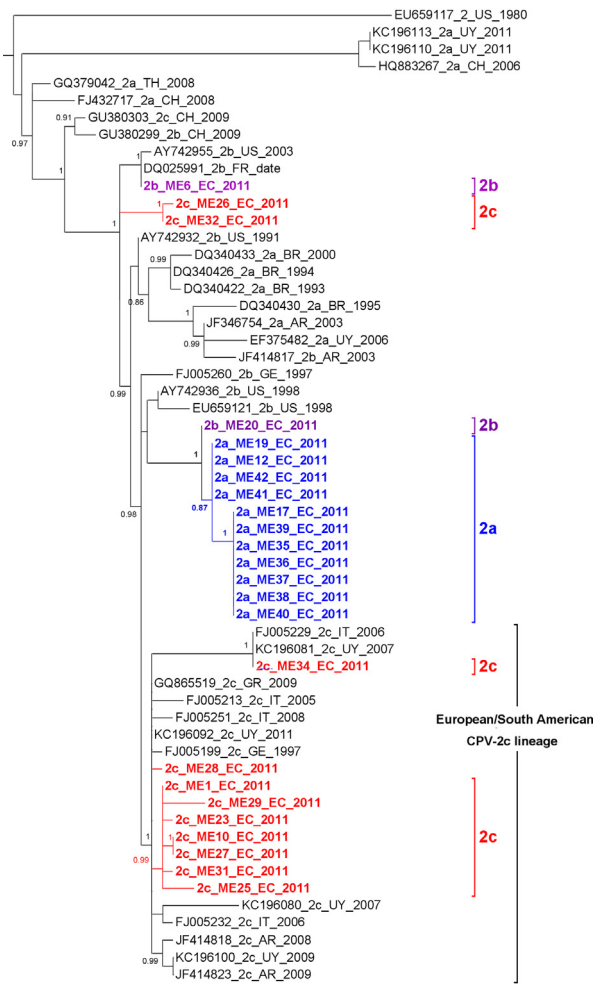 EU659117_2_US_1980
KC196113_2a_UY_2011
KC196110_2a_UY_2011
HQ883267_2a_CH_2006
GQ379042_2a_TH_2008
FJ432717_2a_CH_2008
0.91
GU380303_2c_CH_2009
0.97
GU380299_2b_CH_2009
AY742955_2b_US_2003
1
1
DQ025991_2b_FR_date
2b_ME6_EC_2011
2b
2c_ME26_EC_2011
1
2c
2c_ME32_EC_2011
1
AY742932_2b_US_1991
DQ340433_2a_BR_2000
0.99
DQ340426_2a_BR_1994
DQ340422_2a_BR_1993
0.86
DQ340430_2a_BR_1995
1
JF346754_2a_AR_2003
EF375482_2a_UY_2006
0.99
JF414817_2b_AR_2003
FJ005260_2b_GE_1997
0.99
AY742936_2b_US_1998
EU659121_2b_US_1998
2b_ME20_EC_2011
2b
2a_ME19_EC_2011
1
2a_ME12_EC_2011
2a_ME42_EC_2011
2a_ME41_EC_2011
0.87
2a_ME17_EC_2011
0.98
2a_ME39_EC_2011
2a
1
2a_ME35_EC_2011
2a_ME36_EC_2011
2a_ME37_EC_2011
2a_ME38_EC_2011
2a_ME40_EC_2011
FJ005229_2c_IT_2006
1
KC196081_2c_UY_2007
2c_ME34_EC_2011
2c
GQ865519_2c_GR_2009
FJ005213_2c_IT_2005
FJ005251_2c_IT_2008
European/South American
KC196092_2c_UY_2011
CPV-2c lineage
FJ005199_2c_GE_1997
2c_ME28_EC_2011
2c_ME1_EC_2011
2c_ME29_EC_2011
2c_ME23_EC_2011
1
1
2c_ME10_EC_2011
2c
0.99
2c_ME27_EC_2011
2c_ME31_EC_2011
2c_ME25_EC_2011
KC196080_2c_UY_2007
FJ005232_2c_IT_2006
JF414818_2c_AR_2008
0.99
KC196100_2c_UY_2009
JF414823_2c_AR_2009